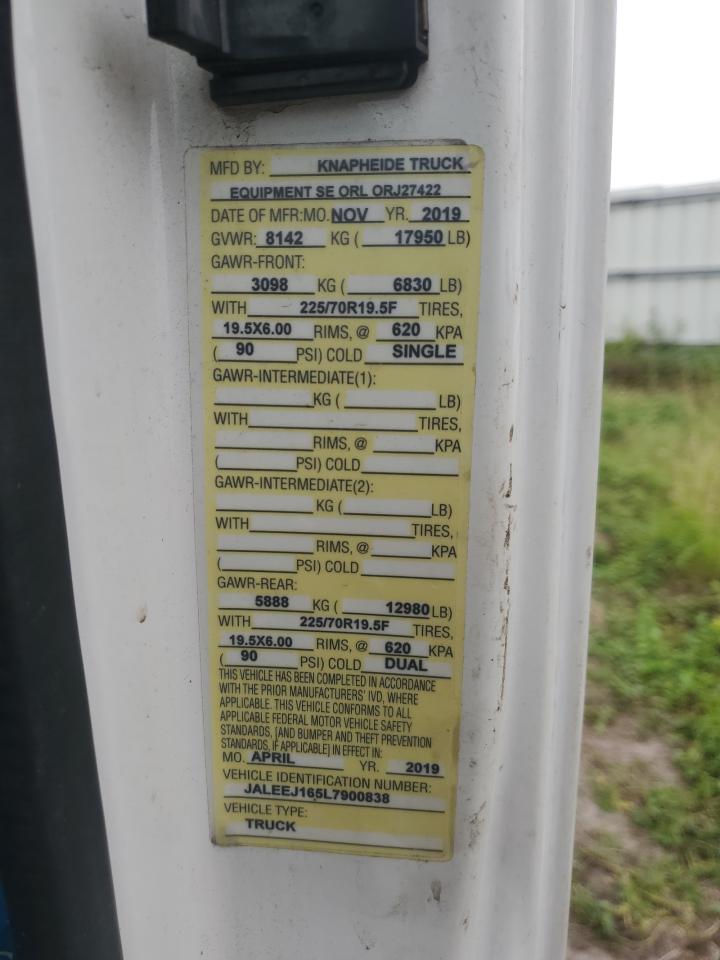 MFD BY: KNAPHEIDE TRUCK
EQUIPMENT SE ORL ORJ27422
DATE OF MFR:MO. NOV YR. 2019
GVWR: 8142 KG ( 17950 LB)
GAWR-FRONT:
3098 KG ( 6830 LB)
WITH 225/70R19.5F TIRES,
19.5X6.00 RIMS, @ 620 KPA
( 90 PSI) COLD SINGLE
GAWR-INTERMEDIATE(1):
KG ( LB)
WITH TIRES,
RIMS, @ KPA
( PSI) COLD
GAWR-INTERMEDIATE(2):
KG ( LB)
WITH TIRES,
RIMS, @ KPA
( PSI) COLD
GAWR-REAR:
5888 KG ( 12980 LB)
WITH 225/70R19.5F TIRES,
19.5X6.00 RIMS, @ 620 KPA
( 90 PSI) COLD DUAL
THIS VEHICLE HAS BEEN COMPLETED IN ACCORDANCE
WITH THE PRIOR MANUFACTURERS' IVD, WHERE
APPLICABLE. THIS VEHICLE CONFORMS TO ALL
APPLICABLE FEDERAL MOTOR VEHICLE SAFETY
STANDARDS, [AND BUMPER AND THEFT PREVENTION
STANDARDS, IF APPLICABLE] IN EFFECT IN:
MO. APRIL YR. 2019
VEHICLE IDENTIFICATION NUMBER:
JALEEJ165L7900838
VEHICLE TYPE:
TRUCK